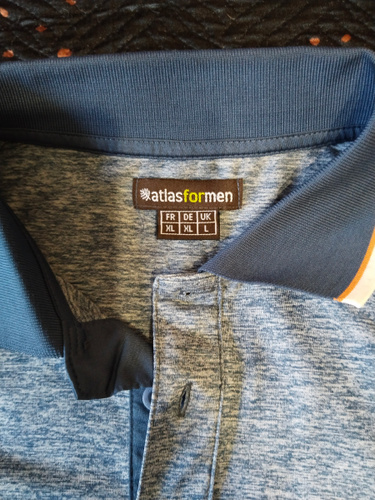 atlasformen
FR DE UK
XL XL L